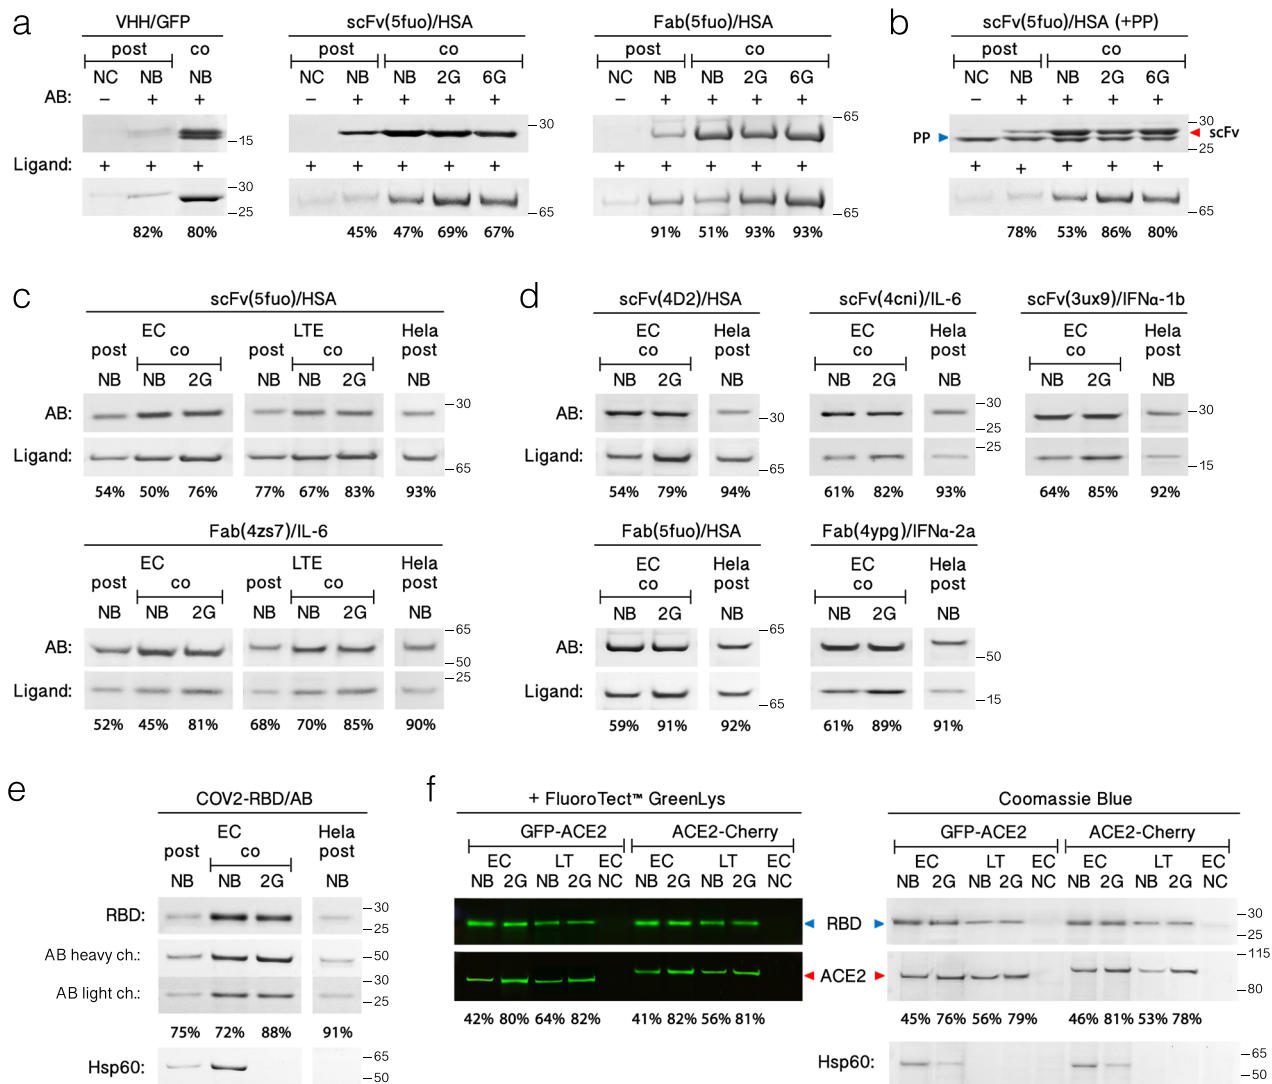 a
VHH/GFP
post co
NC NB NB
AB: – + +
–15
Ligand: + + +
–30
–25
82% 80%
scFv(5fuo)/HSA
post co
NC NB NB 2G 6G
– + + + +
–30
+ + + + +
–65
45% 47% 69% 67%
Fab(5fuo)/HSA
post co
NC NB NB 2G 6G
– + + + +
–65
+ + + + +
–65
91% 51% 93% 93%
b
scFv(5fuo)/HSA (+PP)
post co
NC NB NB 2G 6G
– + + + +
–30
PP scFv
–25
+ + + + +
–65
78% 53% 86% 80%
c
scFv(5fuo)/HSA
EC LTE Hela
post co post co post
NB NB 2G NB NB 2G NB
AB: –30
Ligand: –65
54% 50% 76% 77% 67% 83% 93%
Fab(4zs7)/IL-6
EC LTE Hela
post co post co post
NB NB 2G NB NB 2G NB
–65
AB:
–50
–25
Ligand:
52% 45% 81% 68% 70% 85% 90%
d
scFv(4D2)/HSA
EC Hela
co post
NB 2G NB
AB: –30
Ligand: –65
54% 79% 94%
scFv(4cni)/IL-6
EC Hela
co post
NB 2G NB
–30
–25
–25
61% 82% 93%
scFv(3ux9)/IFNα-1b
EC Hela
co post
NB 2G NB
–30
–15
64% 85% 92%
Fab(5fuo)/HSA
EC Hela
co post
NB 2G NB
–65
AB:
Ligand:
–65
59% 91% 92%
Fab(4ypg)/IFNα-2a
EC Hela
co post
NB 2G NB
–50
–15
61% 89% 91%
e
COV2-RBD/AB
EC Hela
post co post
NB NB 2G NB
–30
RBD:
–25
AB heavy ch.: –50
–30
AB light ch.:
–25
75% 72% 88% 91%
–65
Hsp60:
–50
f
+ FluoroTect™ GreenLys
GFP-ACE2 ACE2-Cherry
EC LT EC EC LT EC
NB 2G NB 2G NC NB 2G NB 2G NC
RBD
ACE2
42% 80% 64% 82% 41% 82% 56% 81%
Coomassie Blue
GFP-ACE2 ACE2-Cherry
EC LT EC EC LT EC
NB 2G NB 2G NC NB 2G NB 2G NC
–30
–25
–115
–80
45% 76% 56% 79% 46% 81% 53% 78%
Hsp60: –65
–50